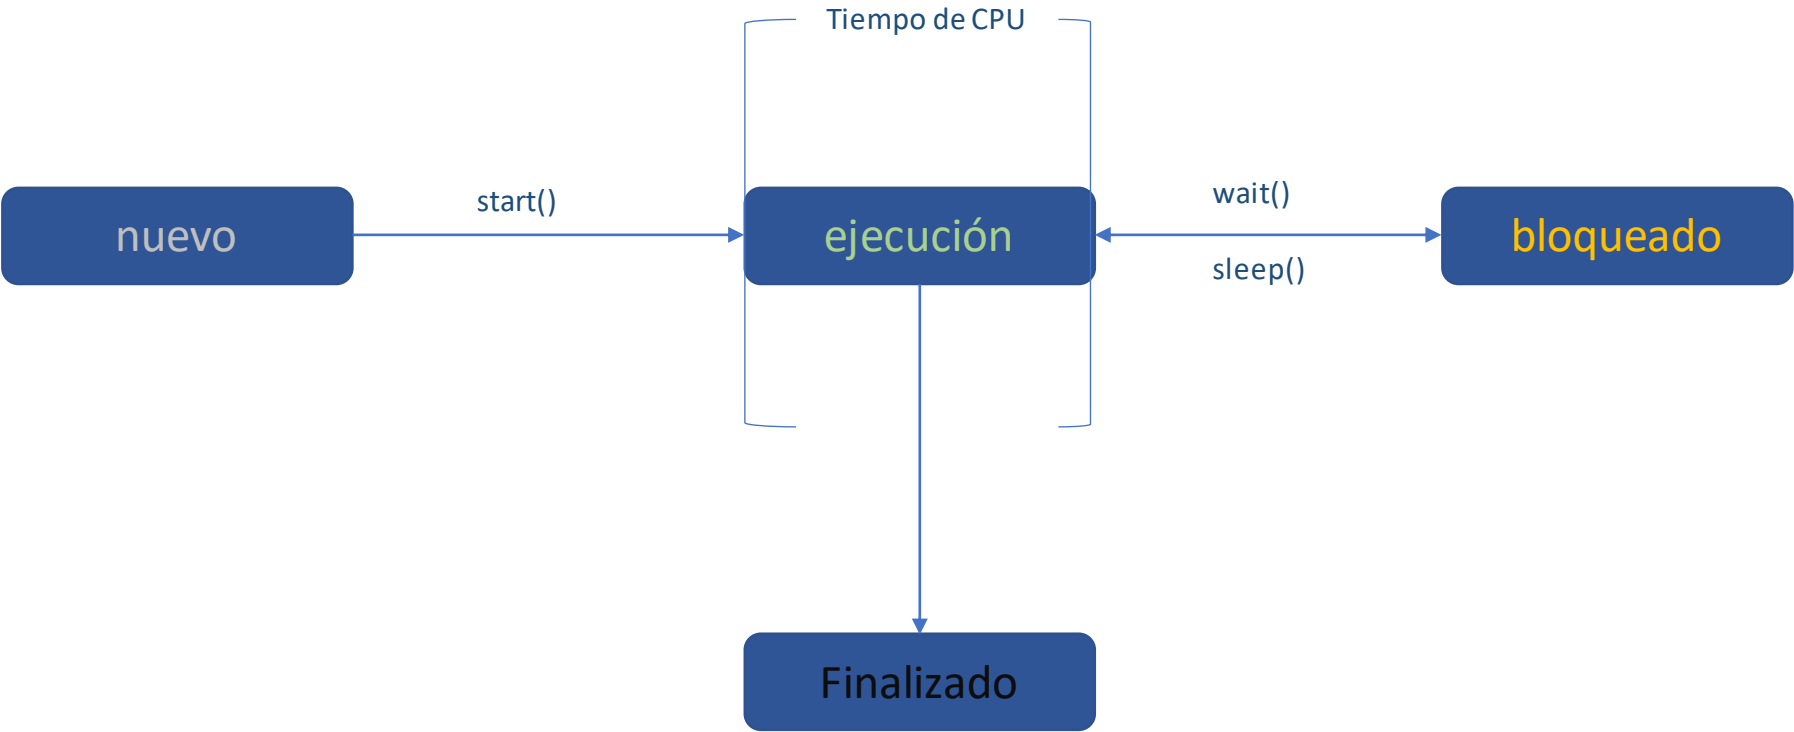 Tiempo de CPU
nuevo
start()
ejecución
wait()
sleep()
bloqueado
Finalizado